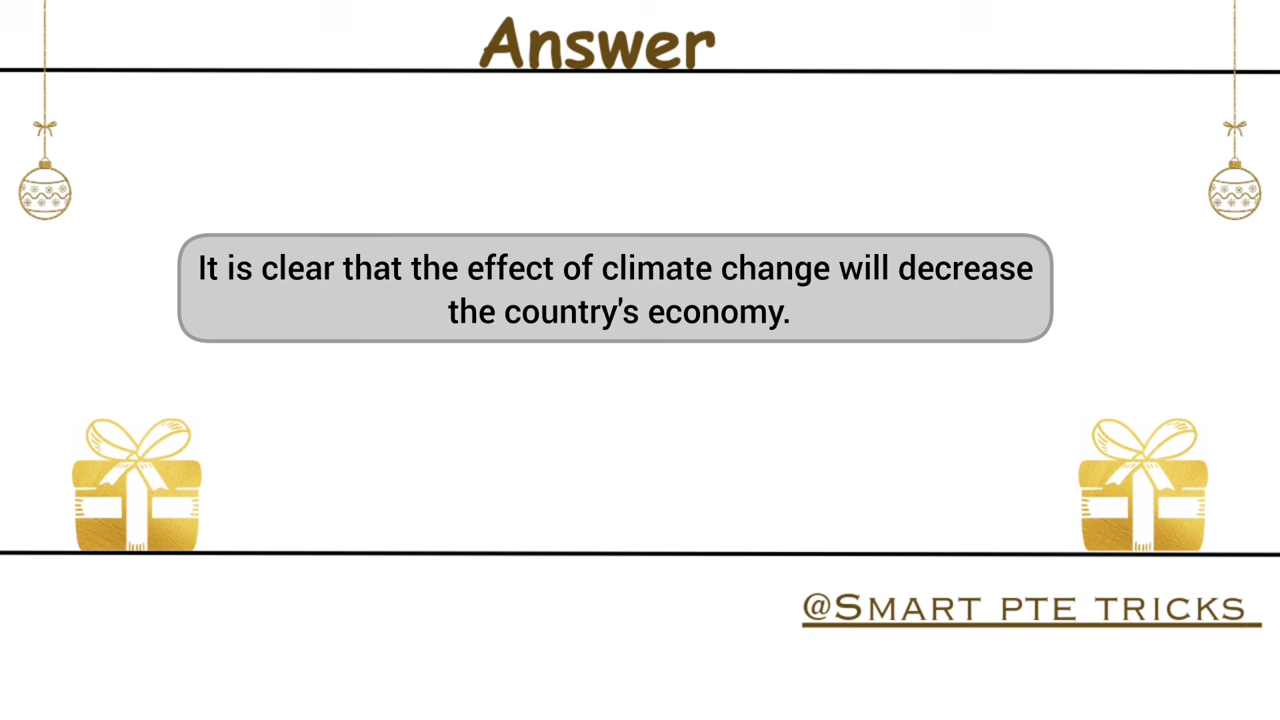 Answer
It is clear that the effect of climate change will decrease
the country's economy.
@SMART PTE TRICKS